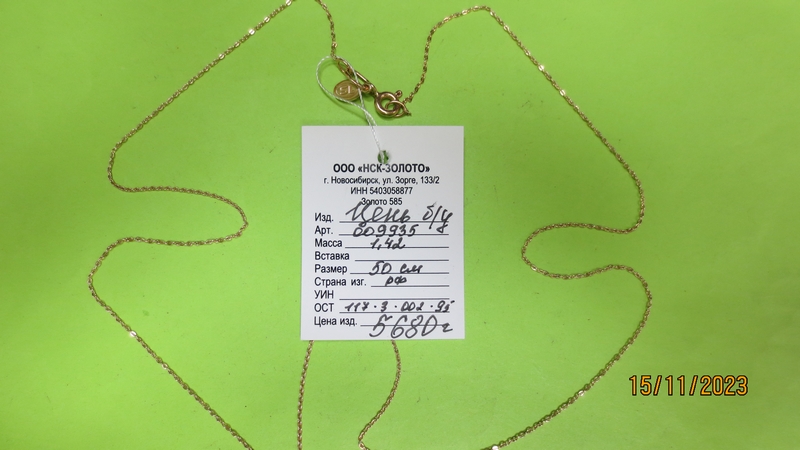 ООО «НСК-ЗОЛОТО»
г. Новосибирск, ул. Зорге, 133/2
ИНН 5403058877
Золото 585
Изд. Цепь б/у
Арт. 009935
Масса 1,42
Вставка
Размер 50 см
Страна изг. РФ
УИН
ОСТ 117-3-002-95
Цена изд. 5680
15/11/2023